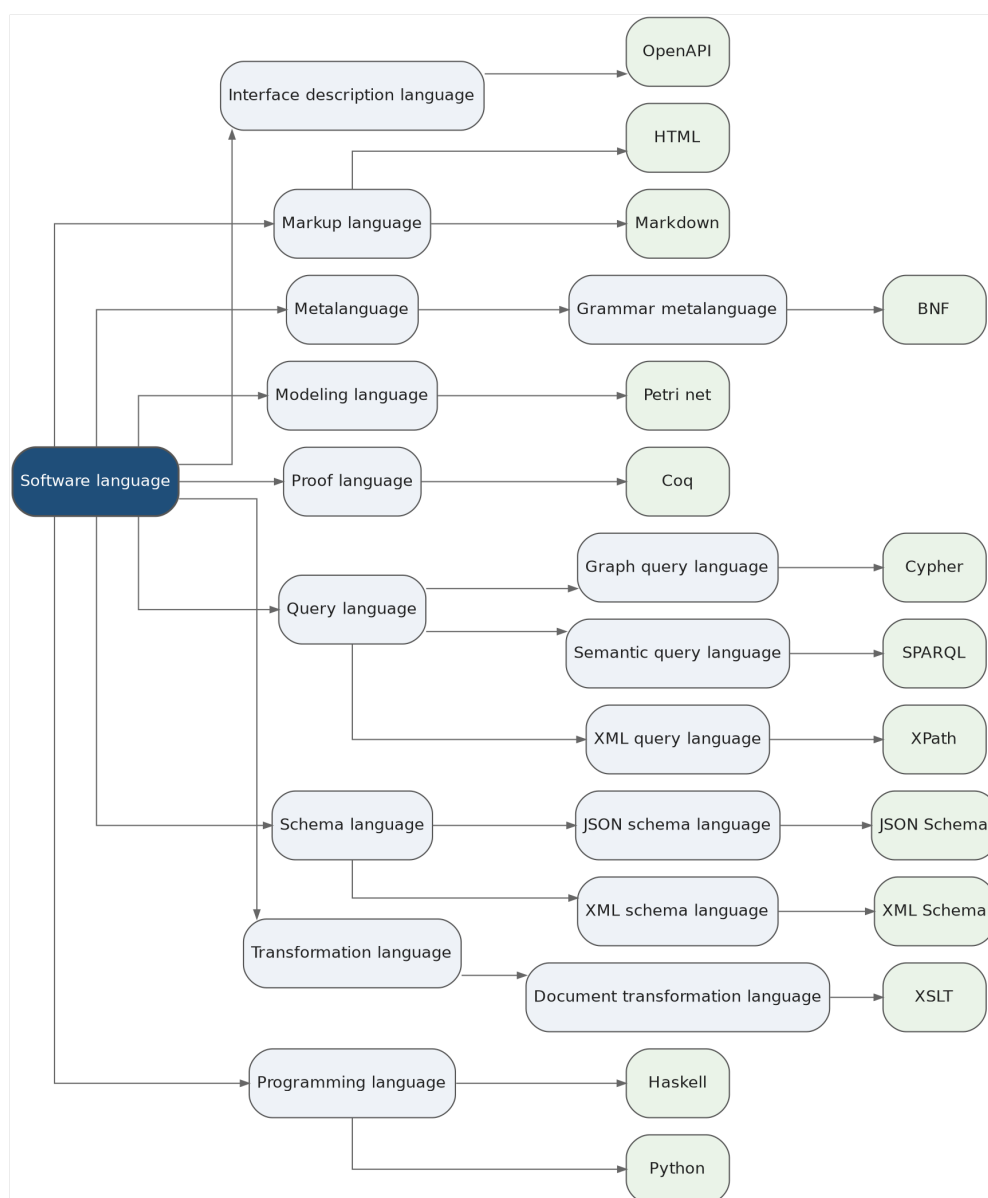 OpenAPI
Interface description language
HTML
Markup language
Markdown
Metalanguage
Grammar metalanguage
BNF
Modeling language
Petri net
Software language
Proof language
Coq
Graph query language
Cypher
Query language
Semantic query language
SPARQL
XML query language
XPath
Schema language
JSON schema language
JSON Schema
XML schema language
XML Schema
Transformation language
Document transformation language
XSLT
Programming language
Haskell
Python